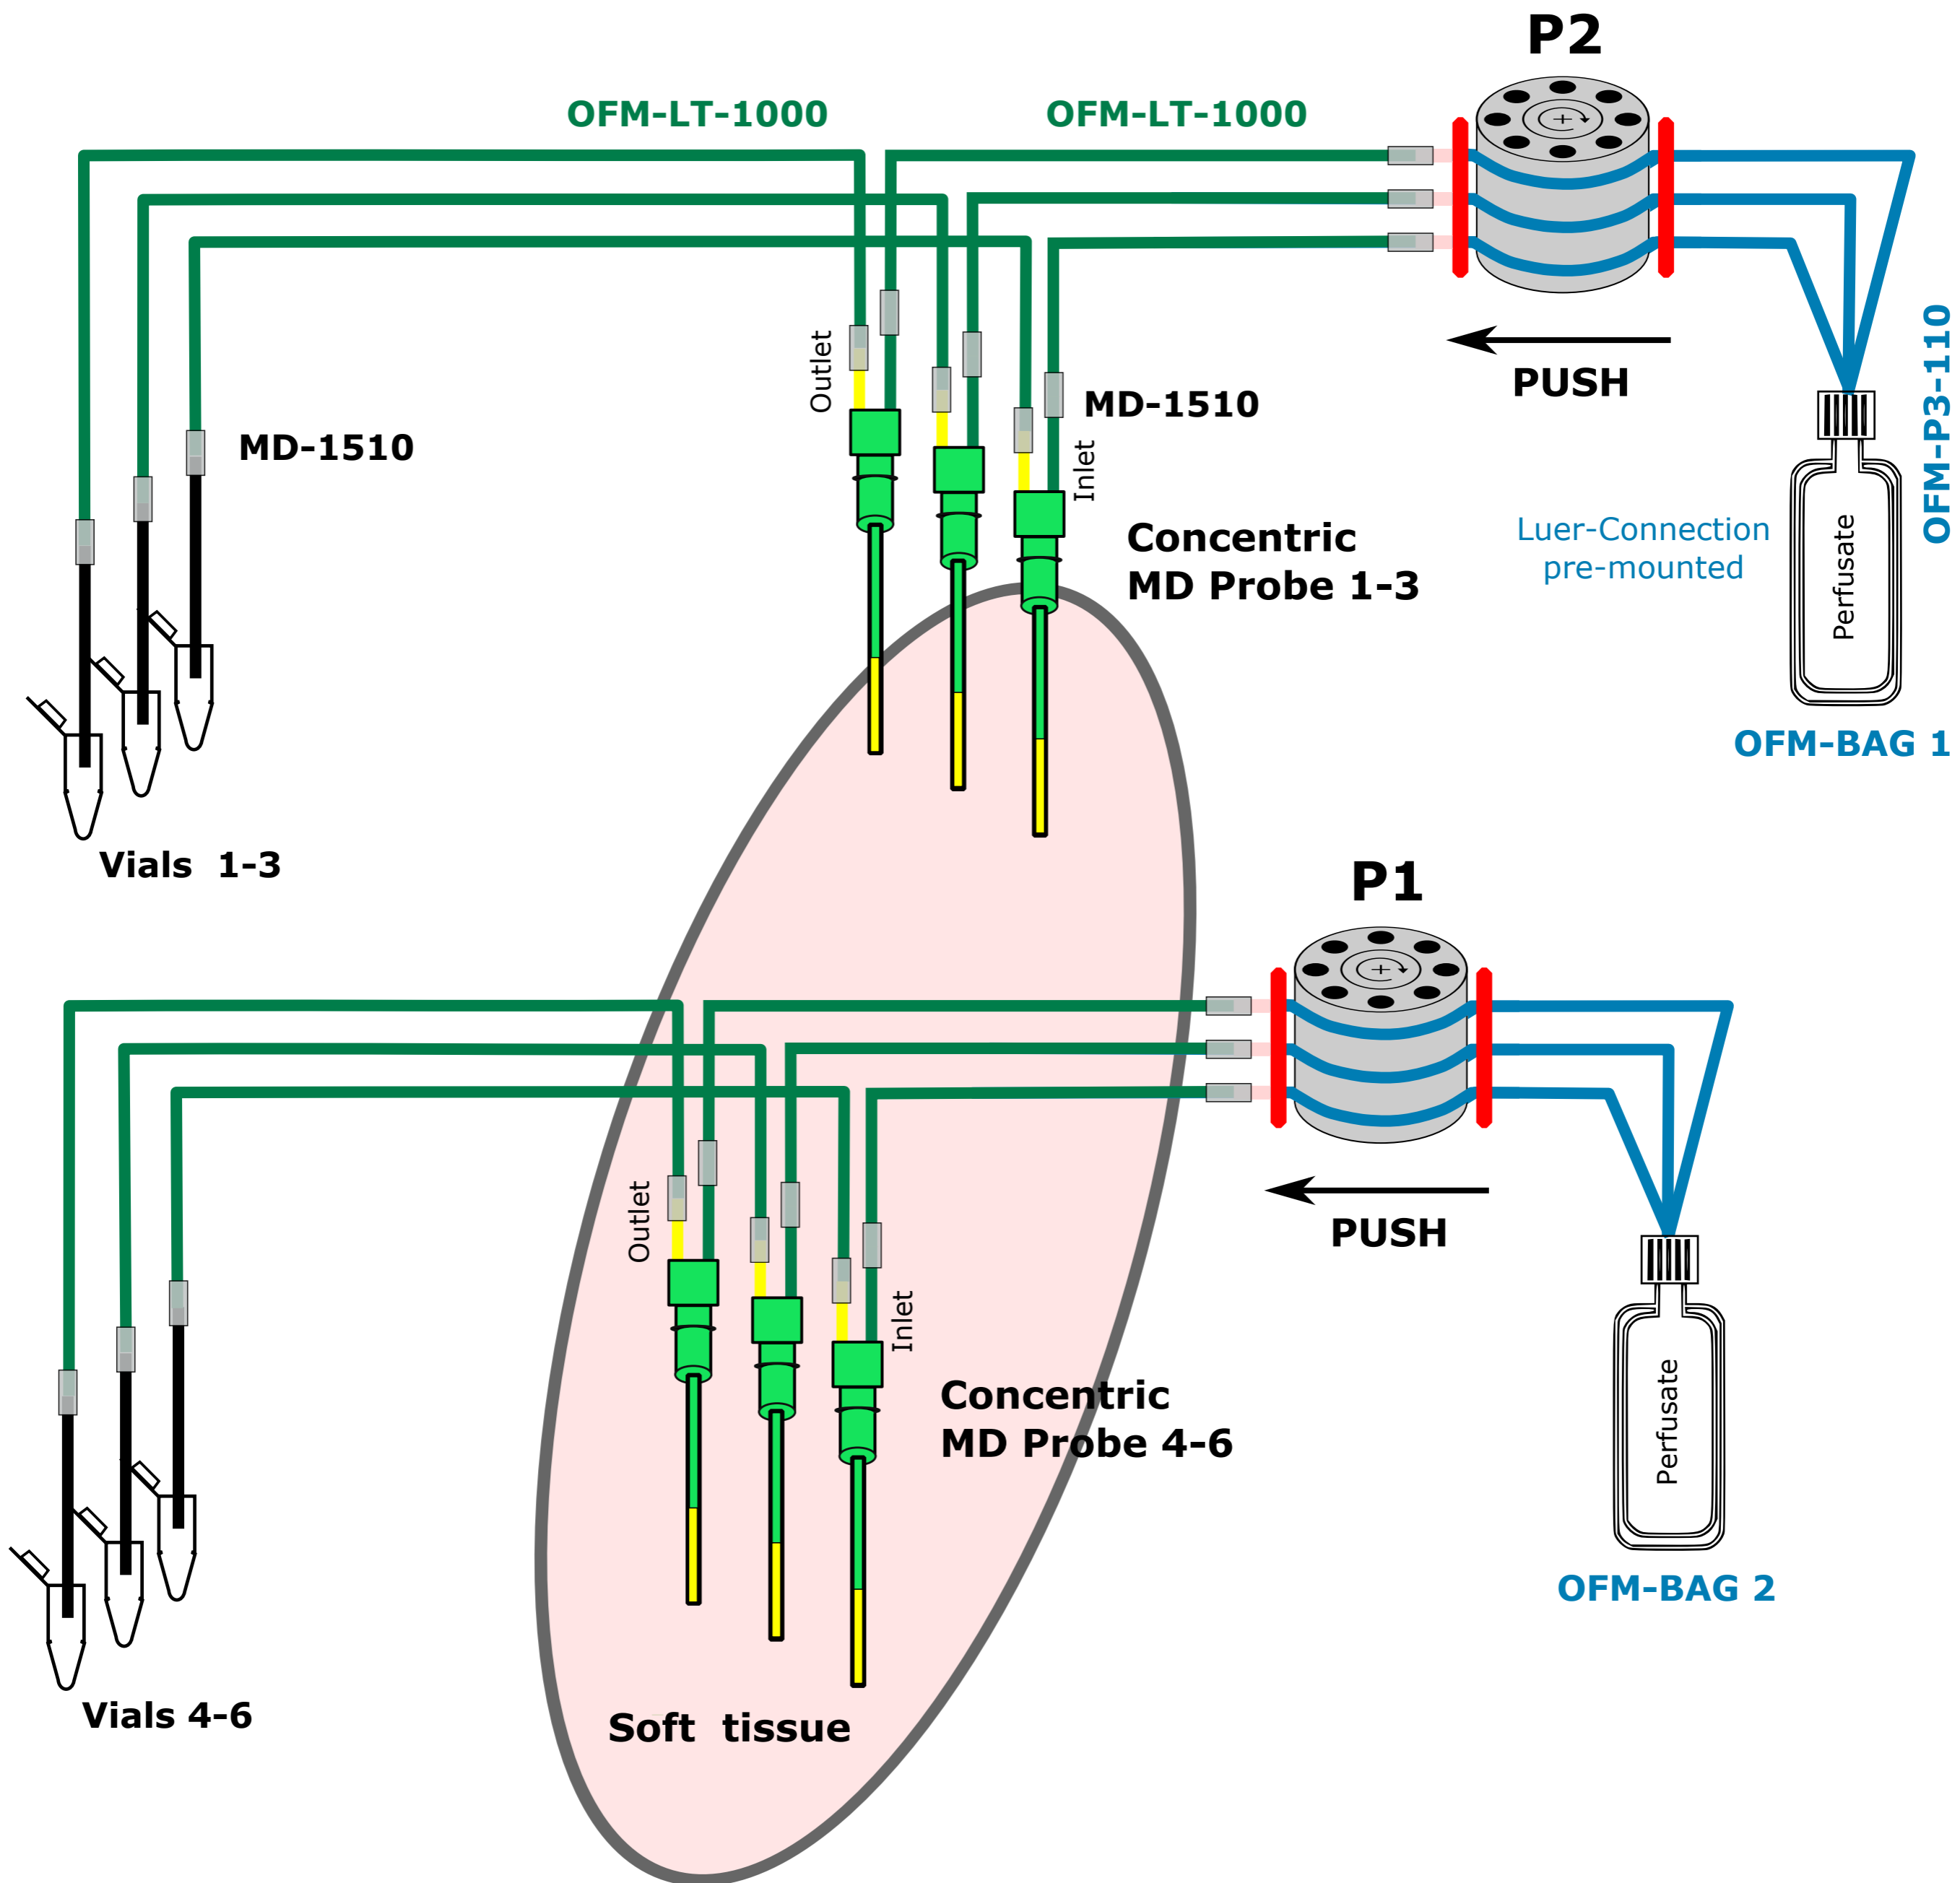 P2
OFM-LT-1000
OFM-LT-1000
PUSH
OFM-P3-110
Outlet
MD-1510
MD-1510
Inlet
Concentric
MD Probe 1-3
Luer-Connection
pre-mounted
Perfusate
OFM-BAG 1
Vials 1-3
P1
PUSH
Outlet
Inlet
Concentric
MD Probe 4-6
Perfusate
OFM-BAG 2
Vials 4-6
Soft tissue